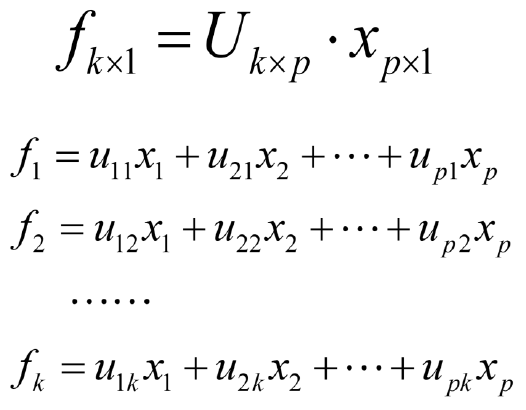 f_{k×1} = U_{k×p} · x_{p×1}
f_1 = u_{11}x_1 + u_{21}x_2 + ⋯ + u_{p1}x_p
f_2 = u_{12}x_1 + u_{22}x_2 + ⋯ + u_{p2}x_p
⋯⋯
f_k = u_{1k}x_1 + u_{2k}x_2 + ⋯ + u_{pk}x_p